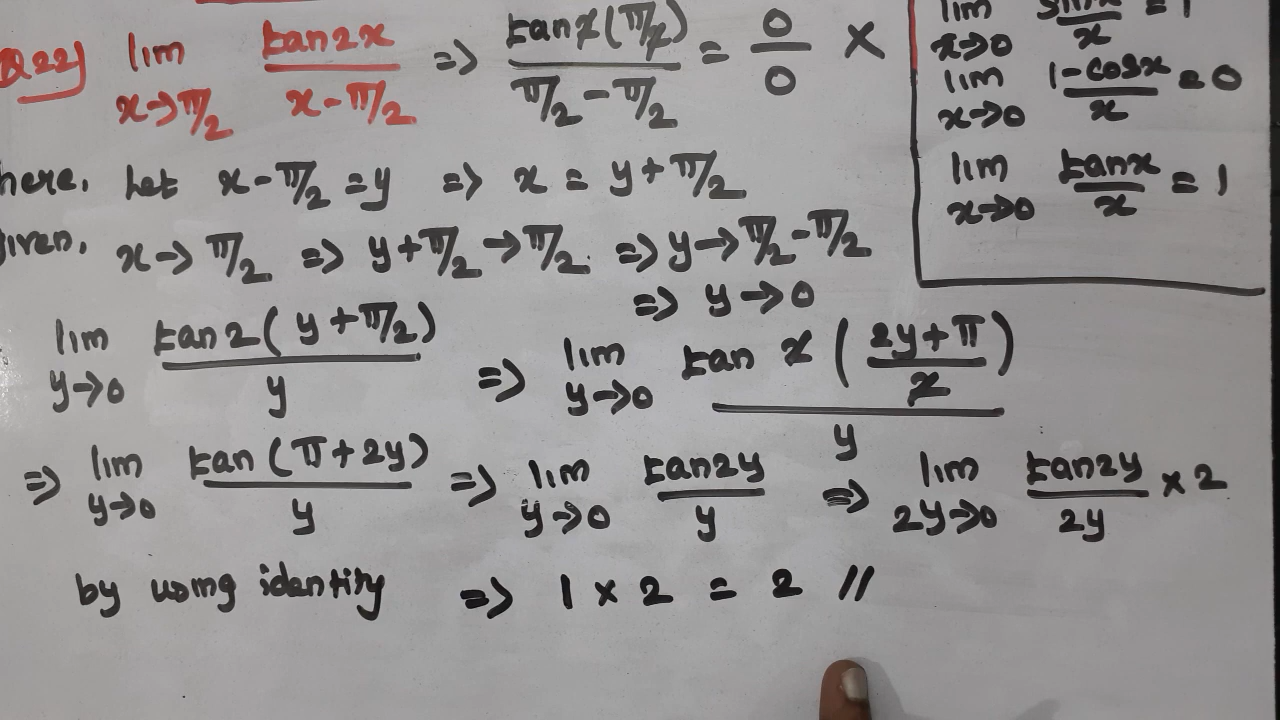 Q22) lim x→π/2 tan2x / x-π/2 => tan2(π/2) / π/2-π/2 = 0/0 ×
lim x→0 sinx/x = 1
lim x→0 1-cosx / x = 0
lim x→0 tanx / x = 1
here, Let x-π/2 = y => x = y+π/2
given, x→π/2 => y+π/2→π/2. => y→π/2-π/2
=> y→0
lim y→0 tan2(y+π/2) / y => lim y→0 tan 2(2y+π / 2) / y
=> lim y→0 tan(π+2y) / y => lim y→0 tan2y / y => lim 2y→0 tan2y / 2y × 2
by using identity => 1 × 2 = 2 //